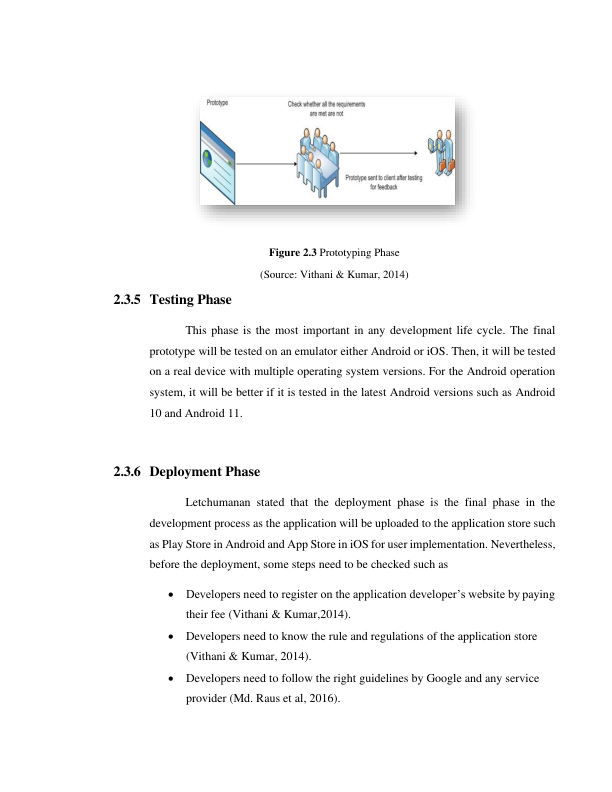 Prototype
Check whether all the requirements
are met are not
Prototype sent to client after testing
for feedback
Figure 2.3 Prototyping Phase
(Source: Vithani & Kumar, 2014)
2.3.5 Testing Phase
This phase is the most important in any development life cycle. The final
prototype will be tested on an emulator either Android or iOS. Then, it will be tested
on a real device with multiple operating system versions. For the Android operation
system, it will be better if it is tested in the latest Android versions such as Android
10 and Android 11.
2.3.6 Deployment Phase
Letchumanan stated that the deployment phase is the final phase in the
development process as the application will be uploaded to the application store such
as Play Store in Android and App Store in iOS for user implementation. Nevertheless,
before the deployment, some steps need to be checked such as
• Developers need to register on the application developer’s website by paying
their fee (Vithani & Kumar,2014).
• Developers need to know the rule and regulations of the application store
(Vithani & Kumar, 2014).
• Developers need to follow the right guidelines by Google and any service
provider (Md. Raus et al, 2016).